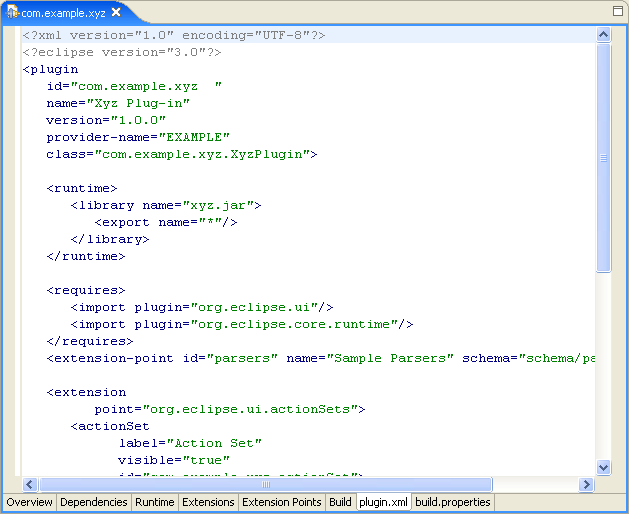 com.example.xyz
<?xml version="1.0" encoding="UTF-8"?>
<?eclipse version="3.0"?>
<plugin
   id="com.example.xyz  "
   name="Xyz Plug-in"
   version="1.0.0"
   provider-name="EXAMPLE"
   class="com.example.xyz.XyzPlugin">
   <runtime>
      <library name="xyz.jar">
         <export name="*"/>
      </library>
   </runtime>
   <requires>
      <import plugin="org.eclipse.ui"/>
      <import plugin="org.eclipse.core.runtime"/>
   </requires>
   <extension-point id="parsers" name="Sample Parsers" schema="schema/pa
   <extension
         point="org.eclipse.ui.actionSets">
      <actionSet
            label="Action Set"
            visible="true"
Overview Dependencies Runtime Extensions Extension Points Build plugin.xml build.properties